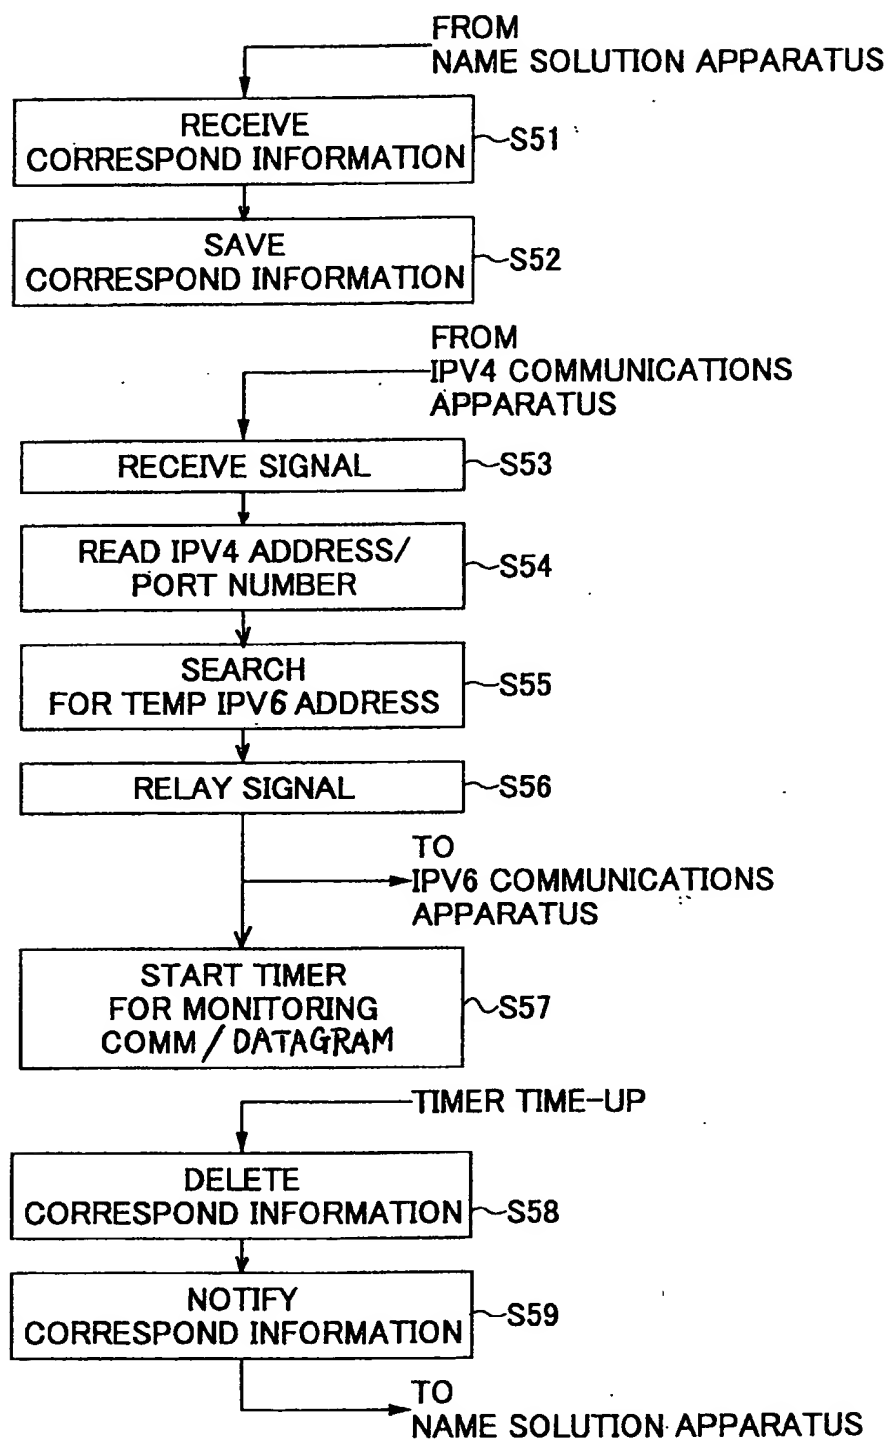 FROM
NAME SOLUTION APPARATUS
RECEIVE
CORRESPOND INFORMATION
S51
SAVE
CORRESPOND INFORMATION
S52
FROM
IPV4 COMMUNICATIONS
APPARATUS
RECEIVE SIGNAL
S53
READ IPV4 ADDRESS/
PORT NUMBER
S54
SEARCH
FOR TEMP IPV6 ADDRESS
S55
RELAY SIGNAL
S56
TO
IPV6 COMMUNICATIONS
APPARATUS
START TIMER
FOR MONITORING
COMM/DATAGRAM
S57
TIMER TIME-UP
DELETE
CORRESPOND INFORMATION
S58
NOTIFY
CORRESPOND INFORMATION
S59
TO
NAME SOLUTION APPARATUS